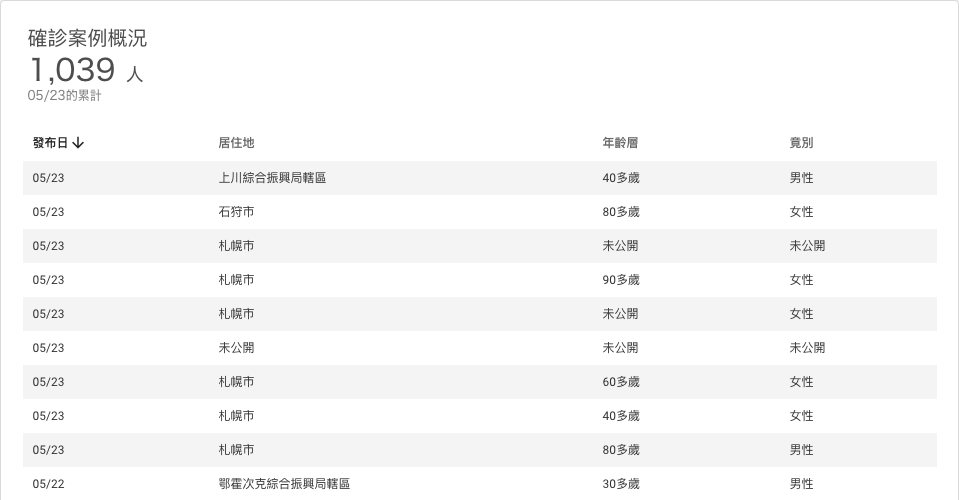 確診案例概況
1,039 人
05/23的累計
發布日↓ 居住地 年齡層 竟別
05/23 上川綜合振興局轄區 40多歲 男性
05/23 石狩市 80多歲 女性
05/23 札幌市 未公開 未公開
05/23 札幌市 90多歲 女性
05/23 札幌市 未公開 女性
05/23 未公開 未公開 未公開
05/23 札幌市 60多歲 女性
05/23 札幌市 40多歲 女性
05/23 札幌市 80多歲 男性
05/22 鄂霍次克綜合振興局轄區 30多歲 男性